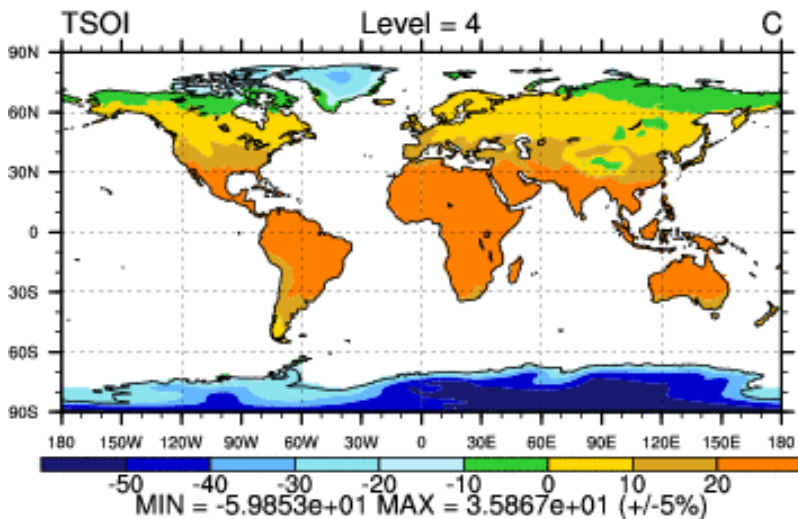 TSOI Level = 4 C
90N
60N
30N
0
30S
60S
90S
180 150W 120W 90W 60W 30W 0 30E 60E 90E 120E 150E 180
-50 -40 -30 -20 -10 0 10 20
MIN = -5.9853e+01 MAX = 3.5867e+01 (+/-5%)